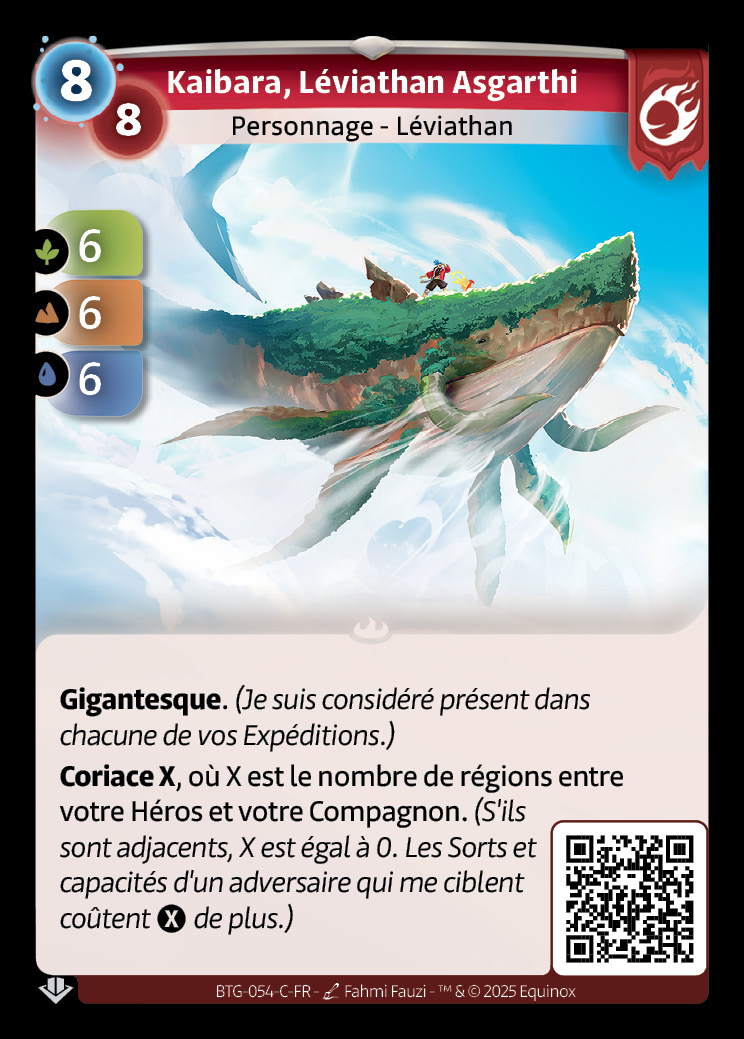 8
Kaibara, Léviathan Asgarthi
8
Personnage - Léviathan
6
6
6
Gigantesque. (Je suis considéré présent dans
chacune de vos Expéditions.)
Coriace X, où X est le nombre de régions entre
votre Héros et votre Compagnon. (S'ils
sont adjacents, X est égal à 0. Les Sorts et
capacités d'un adversaire qui me ciblent
coûtent X de plus.)
BTG-054-C-FR - Fahmi Fauzi - ™ & © 2025 Equinox